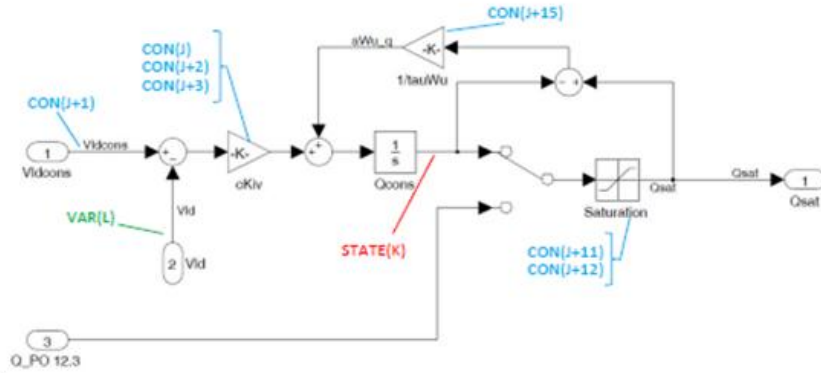 CON(J+15)
aWu_q
-K-
1/tauWu
CON(J)
CON(J+2)
CON(J+3)
- +
CON(J+1)
1
Vldcons
Vldcons
+
-
-K-
cKiv
+
+
1
s
Qcons
Qsat
Saturation
Qsat
1
Qsat
VAR(L)
Vld
2
Vld
STATE(K)
CON(J+11)
CON(J+12)
3
Q_PO 12.3